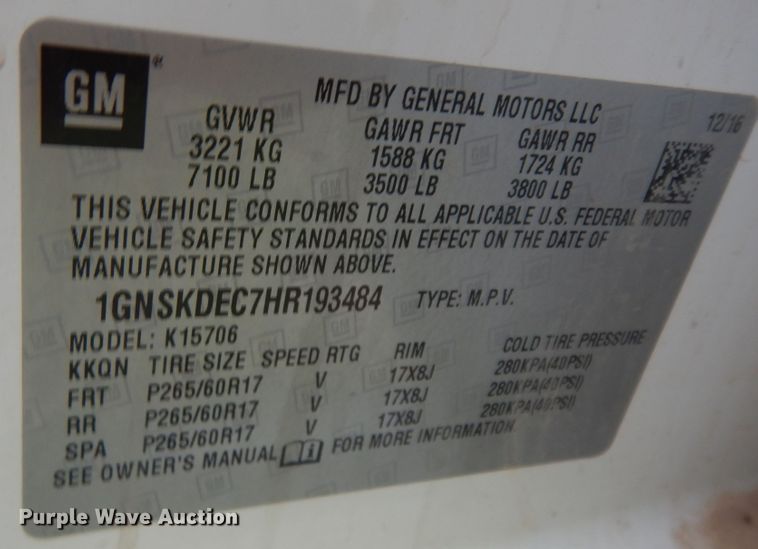 GM
MFD BY GENERAL MOTORS LLC
12/16
GVWR GAWR FRT GAWR RR
3221 KG 1588 KG 1724 KG
7100 LB 3500 LB 3800 LB
THIS VEHICLE CONFORMS TO ALL APPLICABLE U.S. FEDERAL MOTOR
VEHICLE SAFETY STANDARDS IN EFFECT ON THE DATE OF
MANUFACTURE SHOWN ABOVE.
1GNSKDEC7HR193484 TYPE: M.P.V.
MODEL: K15706
KKQN TIRE SIZE SPEED RTG RIM COLD TIRE PRESSURE
FRT P265/60R17 V 17X8J 280KPA(40PSI)
RR P265/60R17 V 17X8J 280KPA(40PSI)
SPA P265/60R17 V 17X8J 280KPA(40PSI)
SEE OWNER'S MANUAL FOR MORE INFORMATION.
Purple Wave Auction